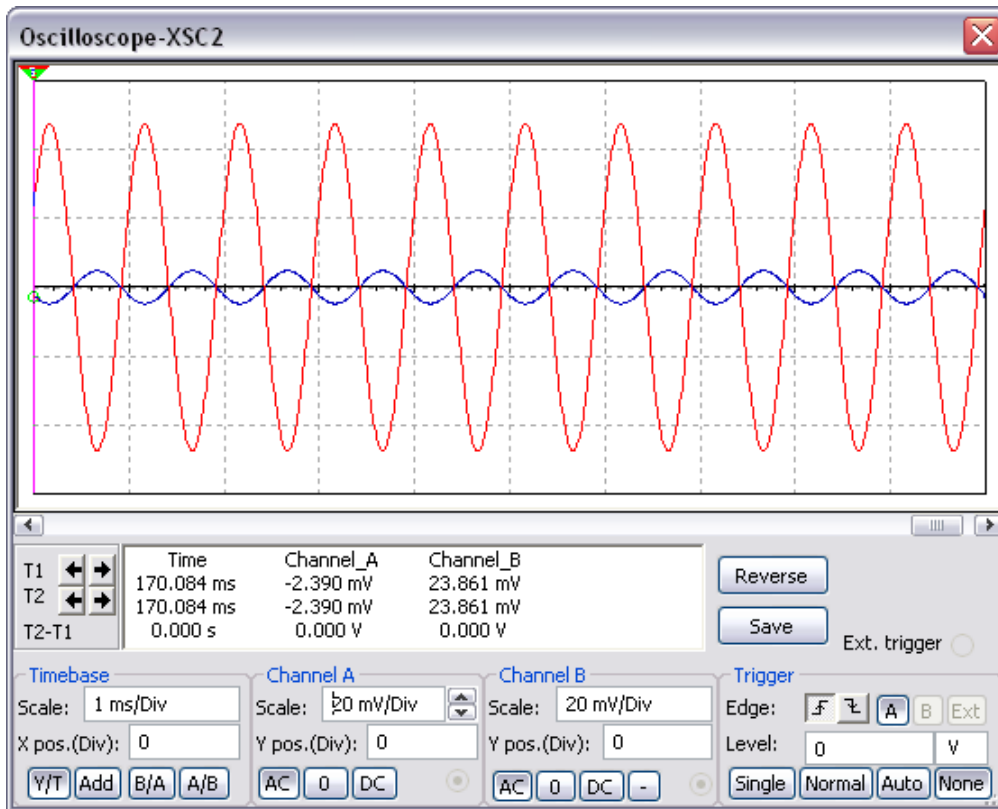 Oscilloscope-XSC2
Time Channel_A Channel_B
T1 170.084 ms -2.390 mV 23.861 mV
T2 170.084 ms -2.390 mV 23.861 mV
T2-T1 0.000 s 0.000 V 0.000 V
Reverse
Save
Ext. trigger
Timebase Channel A Channel B Trigger
Scale: 1 ms/Div Scale: 20 mV/Div Scale: 20 mV/Div Edge: A B Ext
X pos.(Div): 0 Y pos.(Div): 0 Y pos.(Div): 0 Level: 0 V
Y/T Add B/A A/B AC 0 DC AC 0 DC - Single Normal Auto None